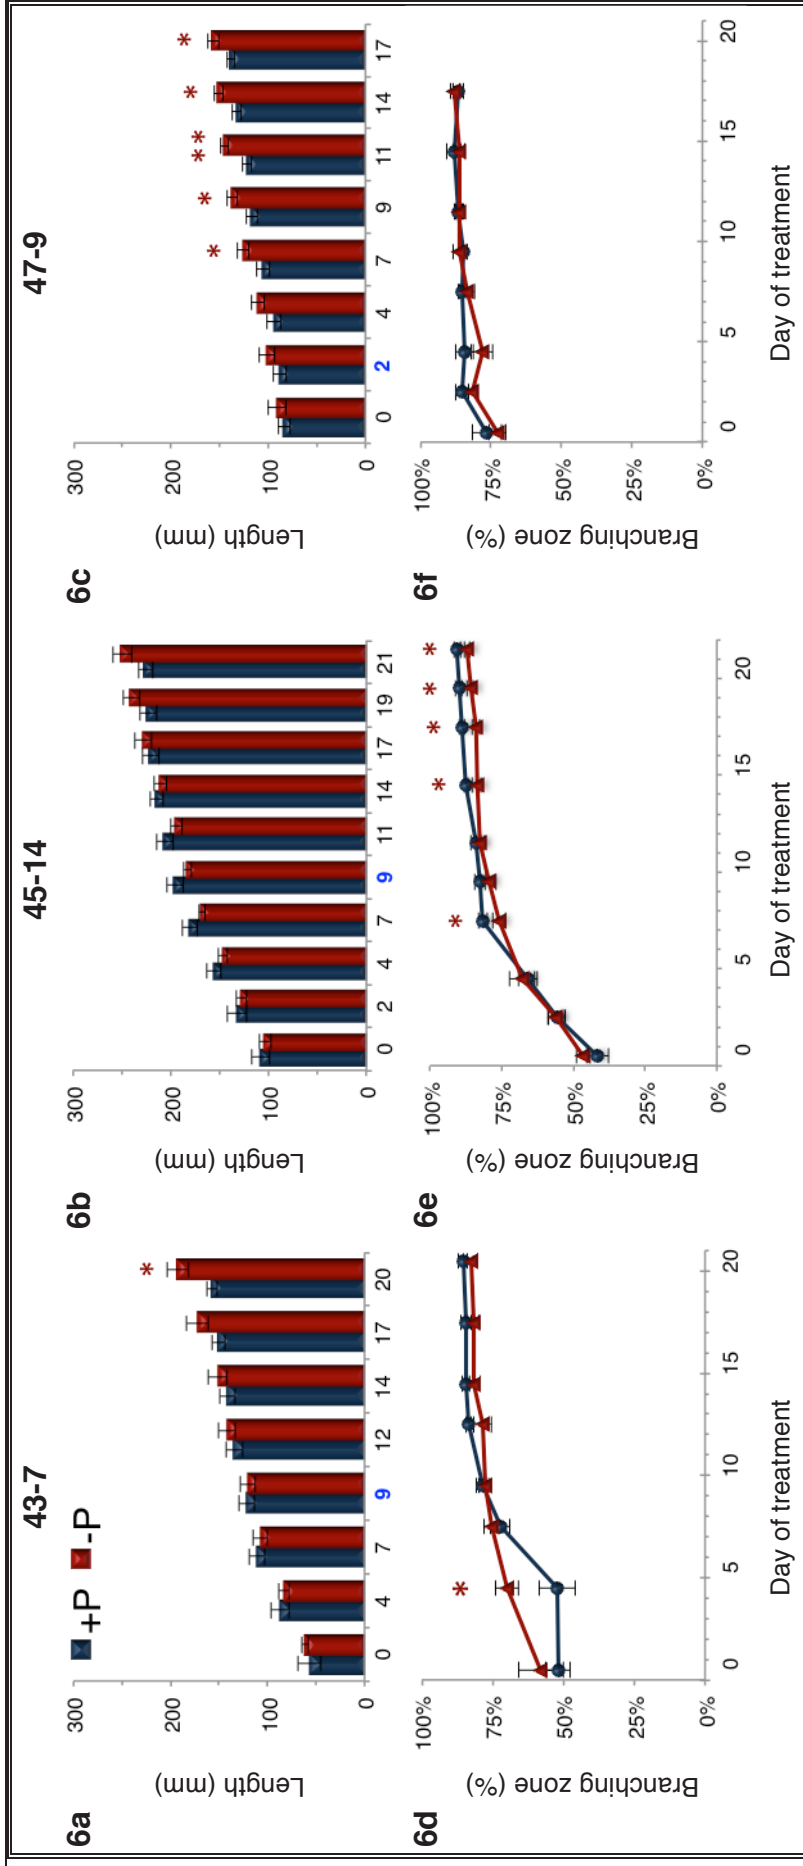 43-7
45-14
47-9
6a
+P -P
Length (mm)
300
200
100
0
0 4 7 9 12 14 17 20
*
6b
Length (mm)
300
200
100
0
0 2 4 7 9 11 14 17 19 21
6c
Length (mm)
300
200
100
0
0 2 4 7 9 11 14 17
* * ** * *
6d
Branching zone (%)
100%
75%
50%
25%
0%
*
0 5 10 15 20
Day of treatment
6e
Branching zone (%)
100%
75%
50%
25%
0%
* * * * *
0 5 10 15 20
Day of treatment
6f
Branching zone (%)
100%
75%
50%
25%
0%
0 5 10 15 20
Day of treatment